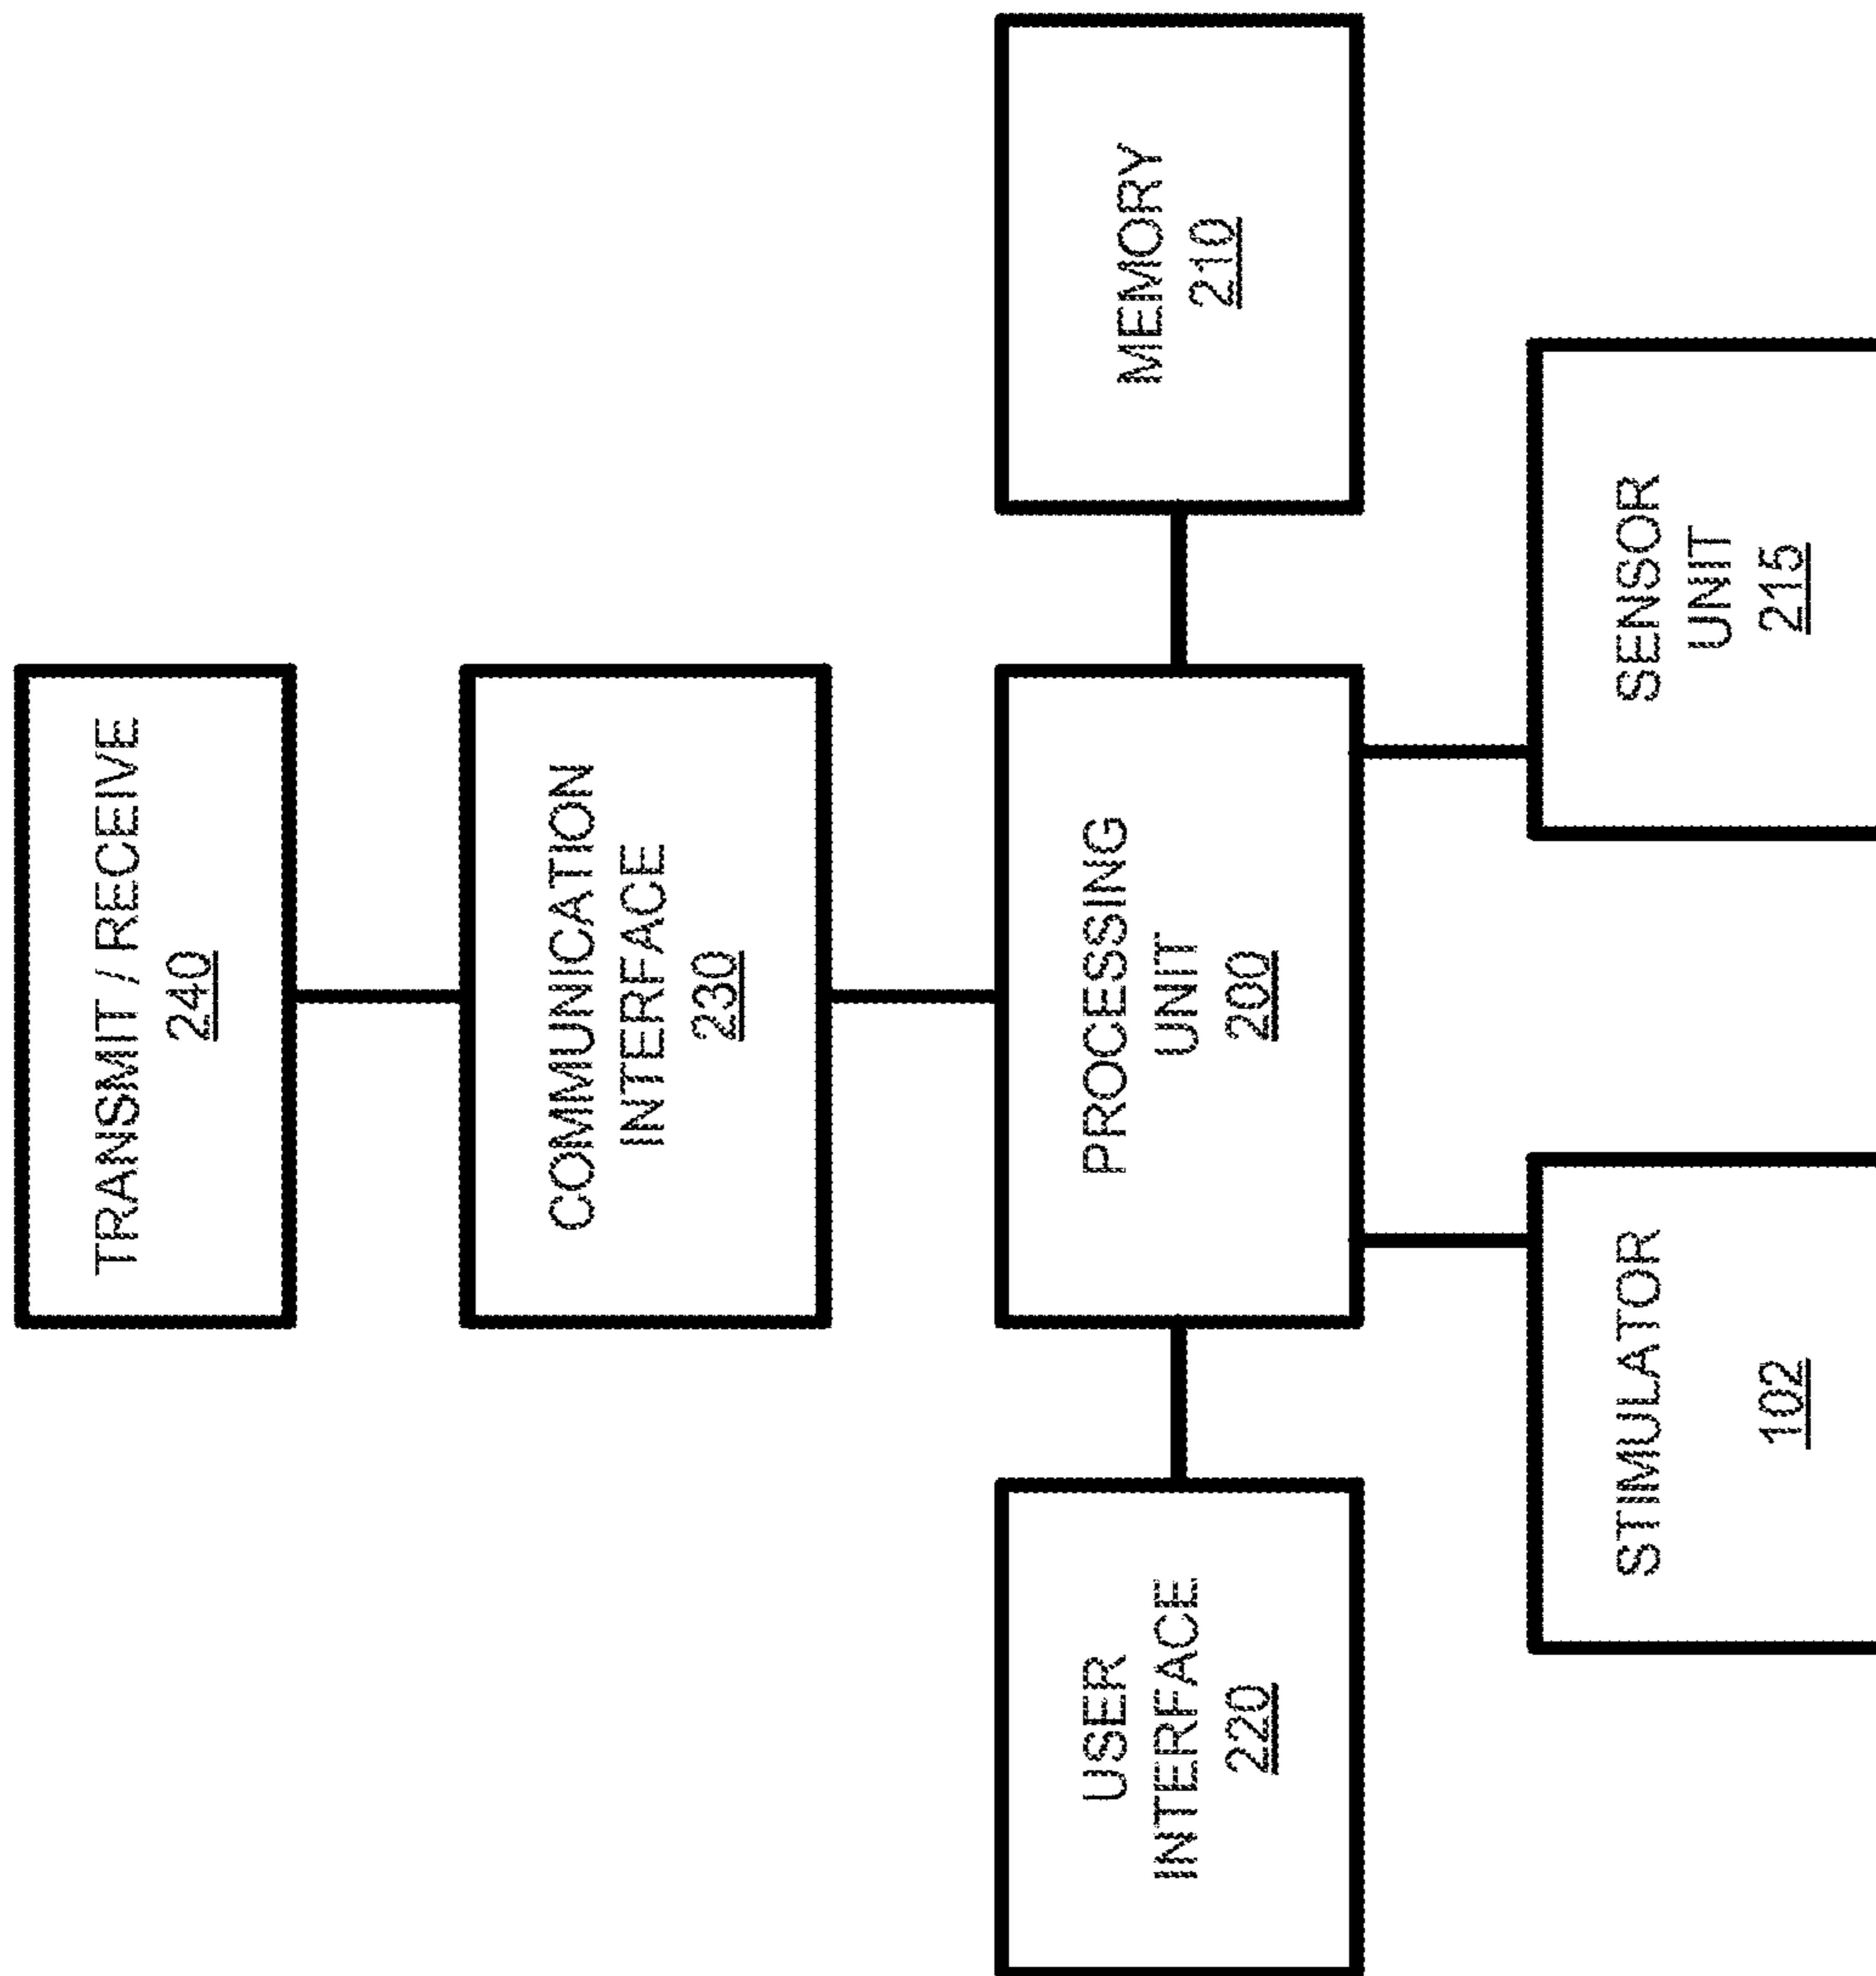 TRANSMIT / RECEIVE
240
COMMUNICATION
INTERFACE
230
USER
INTERFACE
220
PROCESSING
UNIT
200
MEMORY
210
STIMULATOR
102
SENSOR
UNIT
215